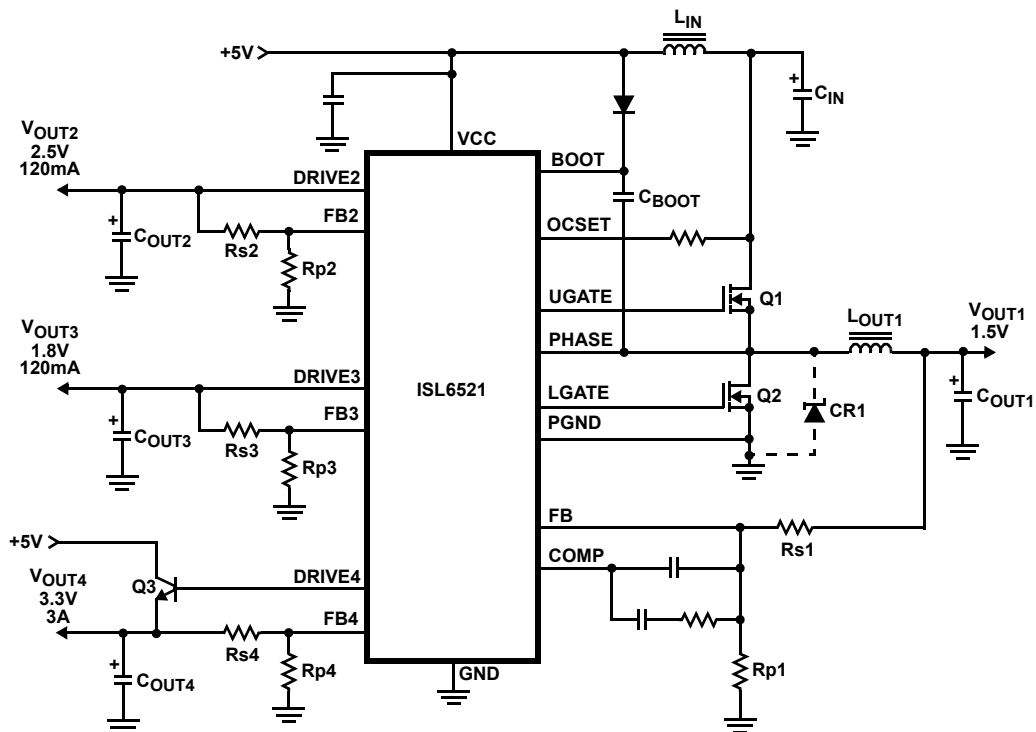 L_IN
+5V
+
C_IN
VCC
V_OUT2
2.5V
120mA
BOOT
DRIVE2
C_BOOT
FB2
OCSET
+
C_OUT2
Rs2
Rp2
UGATE
Q1
V_OUT3
1.8V
120mA
PHASE
L_OUT1
V_OUT1
1.5V
DRIVE3
ISL6521
LGATE
Q2
CR1
+
C_OUT1
FB3
PGND
+
C_OUT3
Rs3
Rp3
FB
Rs1
+5V
COMP
V_OUT4
3.3V
3A
Q3
DRIVE4
FB4
Rs4
+
C_OUT4
Rp4
GND
Rp1